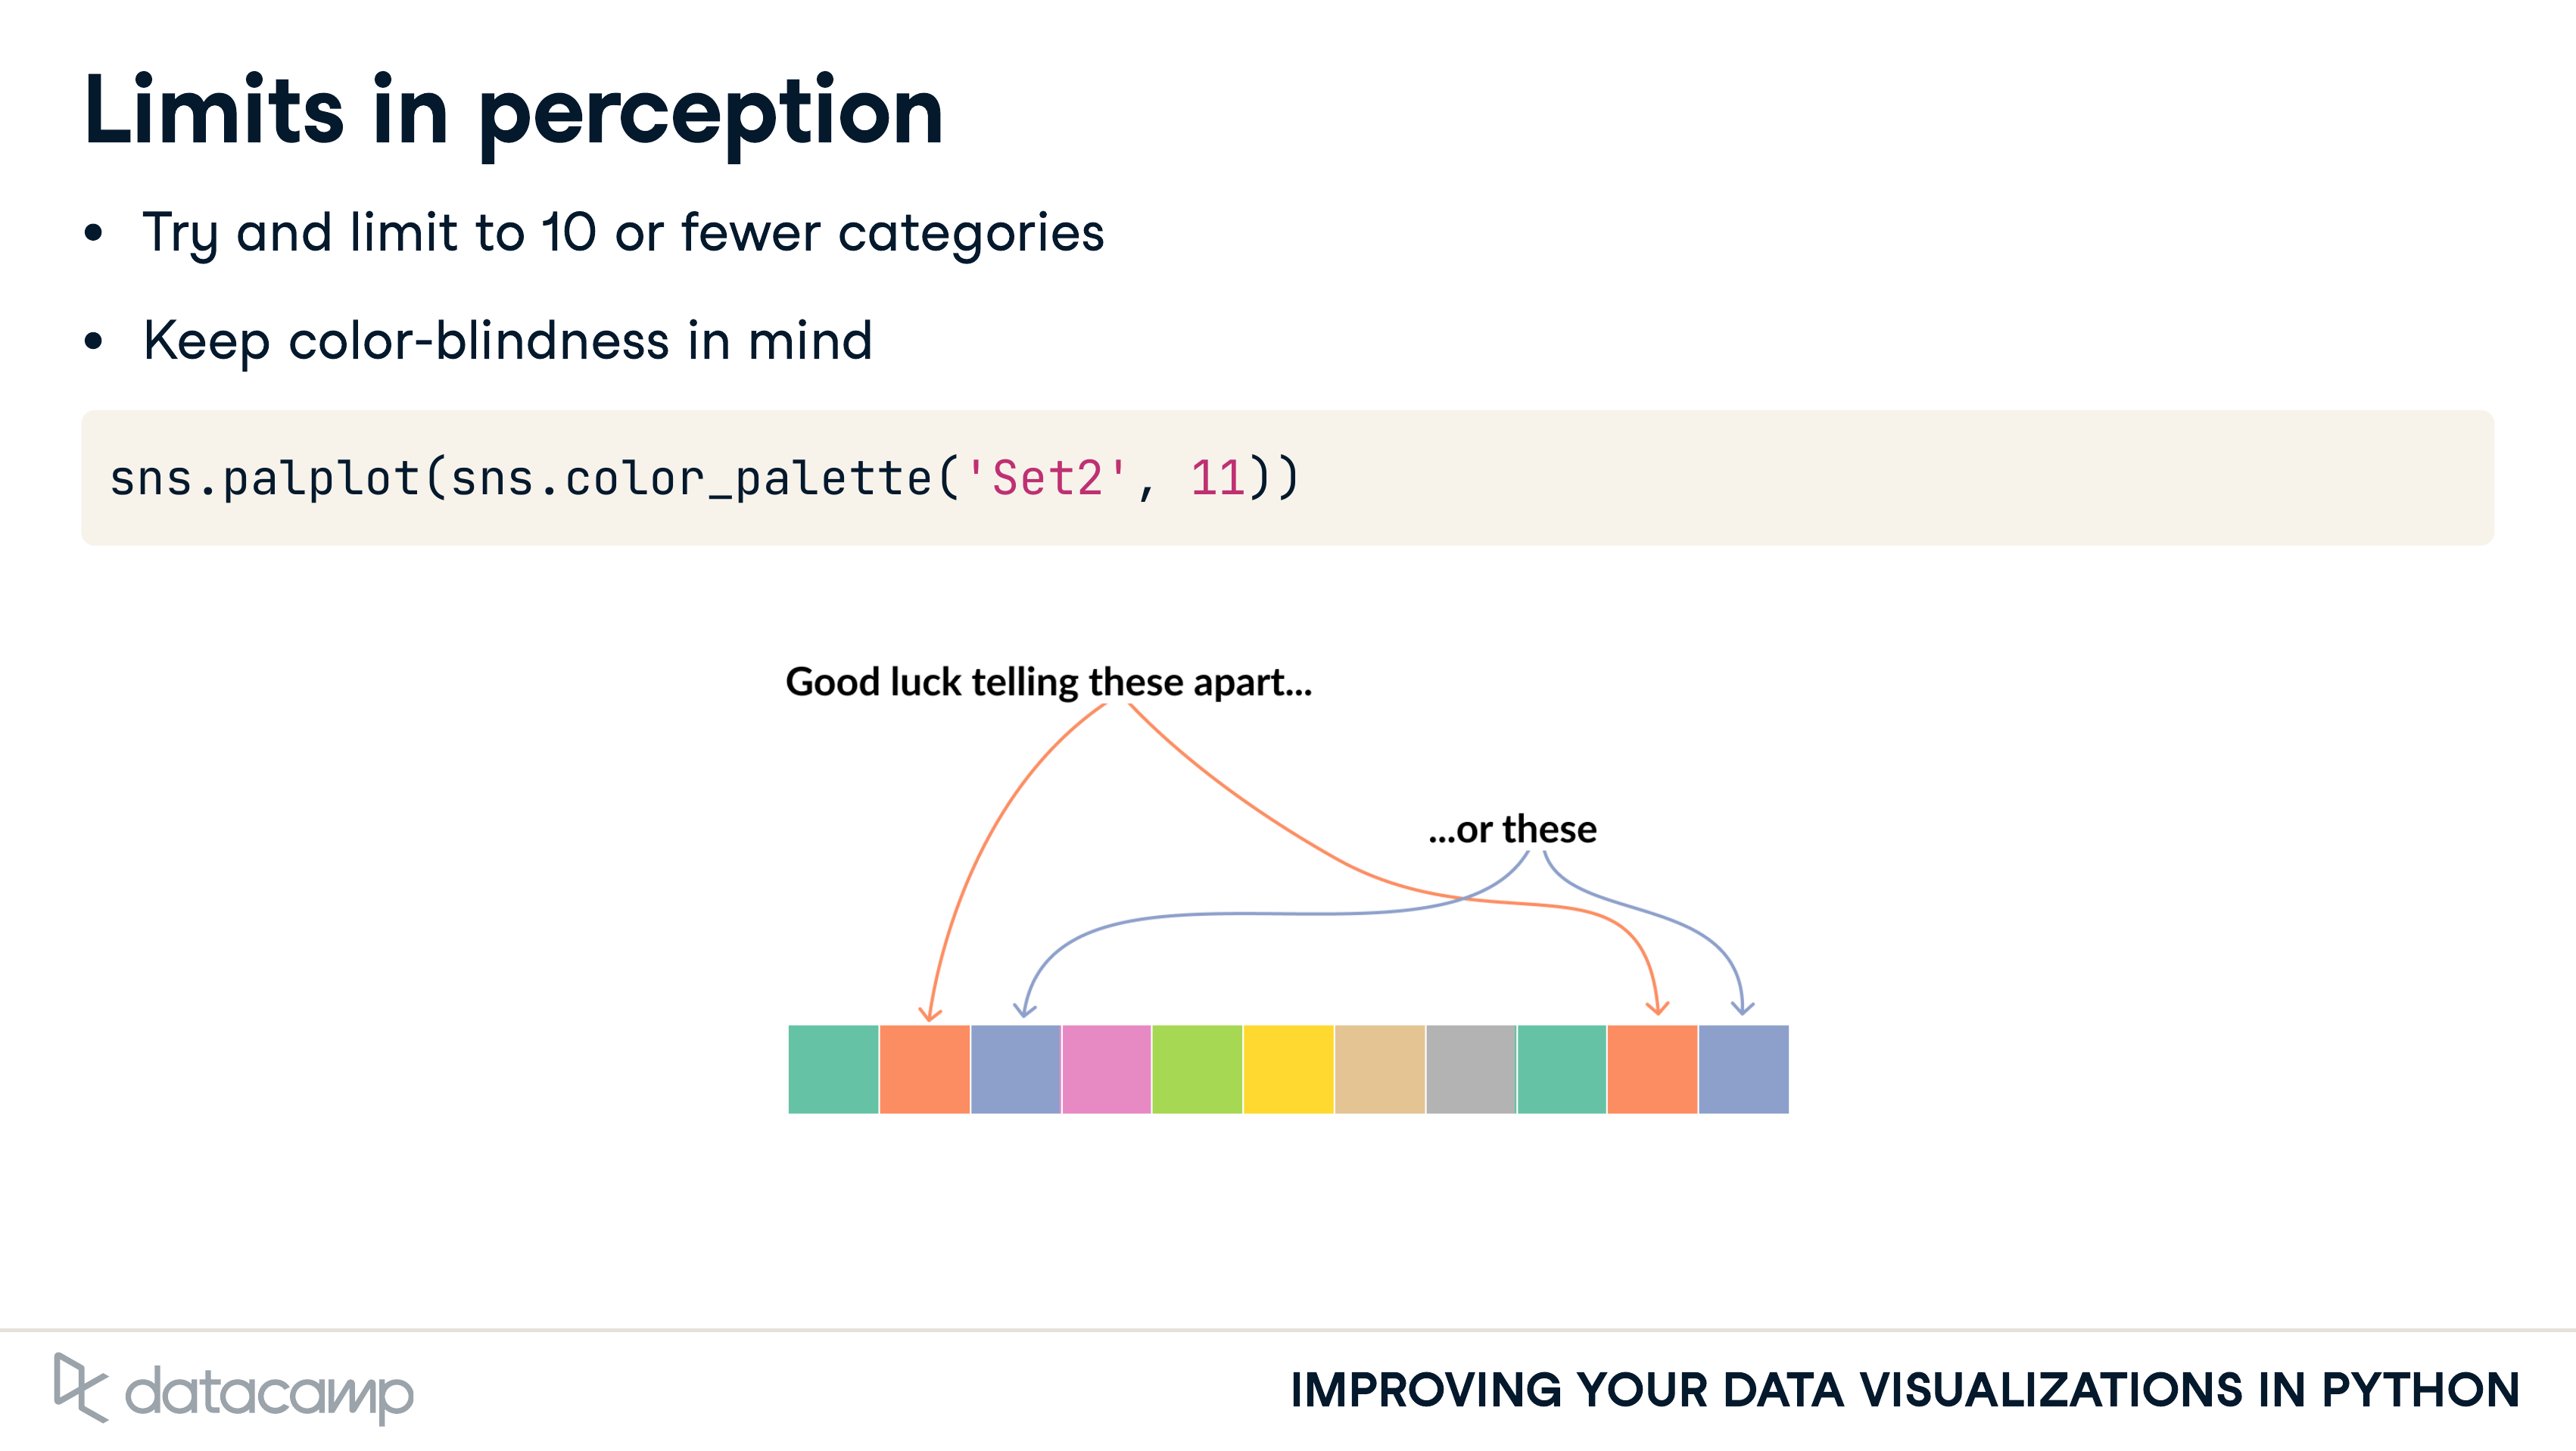 Limits in perception
• Try and limit to 10 or fewer categories
• Keep color-blindness in mind
sns.palplot(sns.color_palette('Set2', 11))
Good luck telling these apart...
...or these
datacamp
IMPROVING YOUR DATA VISUALIZATIONS IN PYTHON